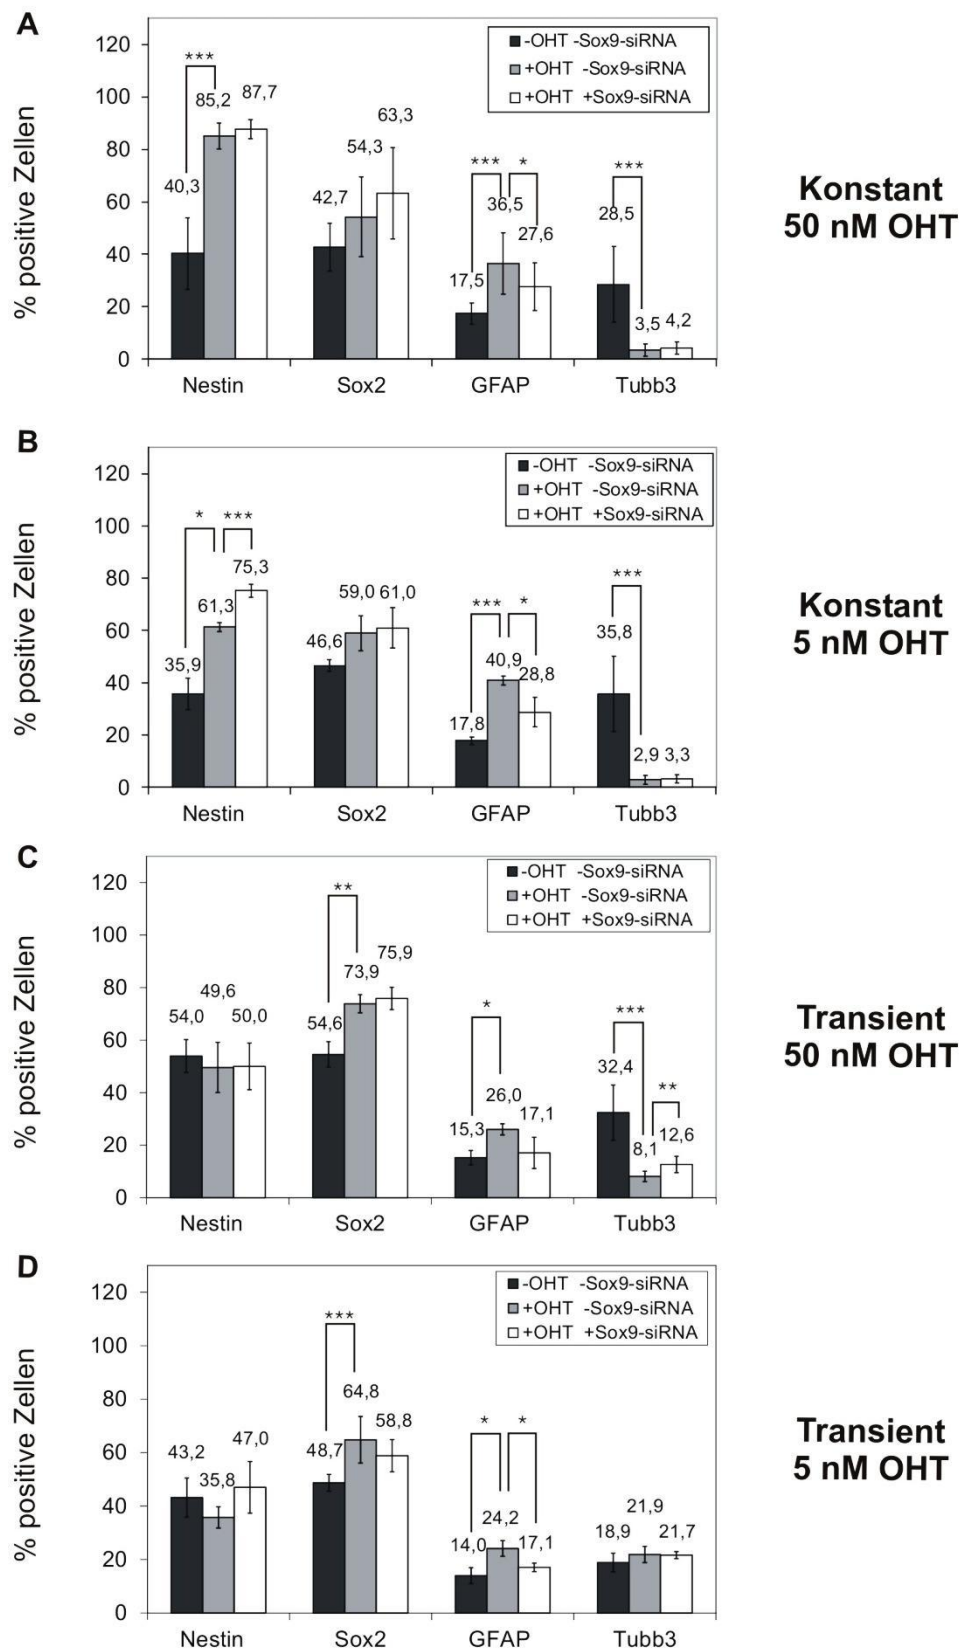 A
% positive Zellen
120
100
80
60
40
20
0
-OHT -Sox9-siRNA
+OHT -Sox9-siRNA
+OHT +Sox9-siRNA
***
40,3
85,2
87,7
42,7
54,3
63,3
***
*
17,5
36,5
27,6
***
28,5
3,5
4,2
Nestin
Sox2
GFAP
Tubb3
Konstant
50 nM OHT
B
% positive Zellen
120
100
80
60
40
20
0
-OHT -Sox9-siRNA
+OHT -Sox9-siRNA
+OHT +Sox9-siRNA
*
***
35,9
61,3
75,3
46,6
59,0
61,0
***
*
17,8
40,9
28,8
***
35,8
2,9
3,3
Nestin
Sox2
GFAP
Tubb3
Konstant
5 nM OHT
C
% positive Zellen
120
100
80
60
40
20
0
-OHT -Sox9-siRNA
+OHT -Sox9-siRNA
+OHT +Sox9-siRNA
54,0
49,6
50,0
**
54,6
73,9
75,9
*
15,3
26,0
17,1
***
**
32,4
8,1
12,6
Nestin
Sox2
GFAP
Tubb3
Transient
50 nM OHT
D
% positive Zellen
120
100
80
60
40
20
0
-OHT -Sox9-siRNA
+OHT -Sox9-siRNA
+OHT +Sox9-siRNA
43,2
35,8
47,0
***
48,7
64,8
58,8
*
*
14,0
24,2
17,1
18,9
21,9
21,7
Nestin
Sox2
GFAP
Tubb3
Transient
5 nM OHT